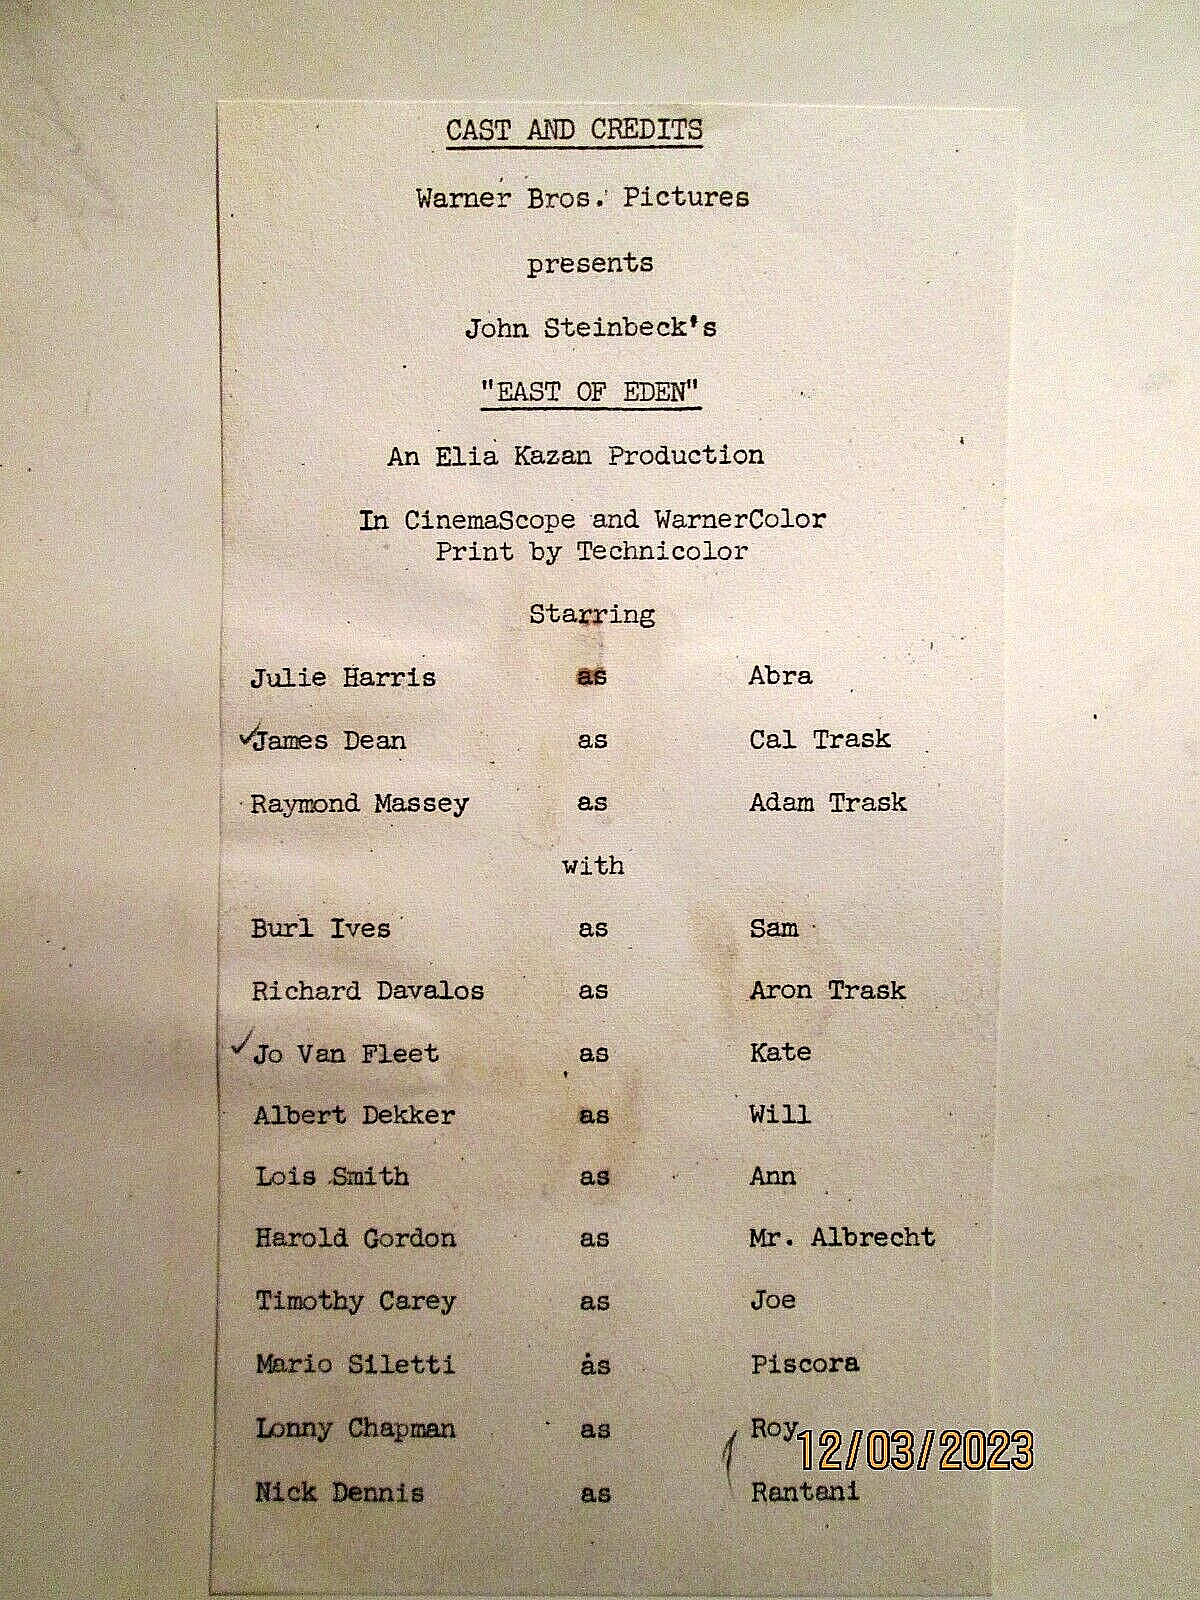 CAST AND CREDITS
Warner Bros. Pictures
presents
John Steinbeck's
"EAST OF EDEN"
An Elia Kazan Production
In CinemaScope and WarnerColor
Print by Technicolor
Starring
Julie Harris as Abra
✓James Dean as Cal Trask
Raymond Massey as Adam Trask
with
Burl Ives as Sam
Richard Davalos as Aron Trask
✓Jo Van Fleet as Kate
Albert Dekker as Will
Lois Smith as Ann
Harold Gordon as Mr. Albrecht
Timothy Carey as Joe
Mario Siletti as Piscora
Lonny Chapman as Roy
12/03/2023
Nick Dennis as Rantani